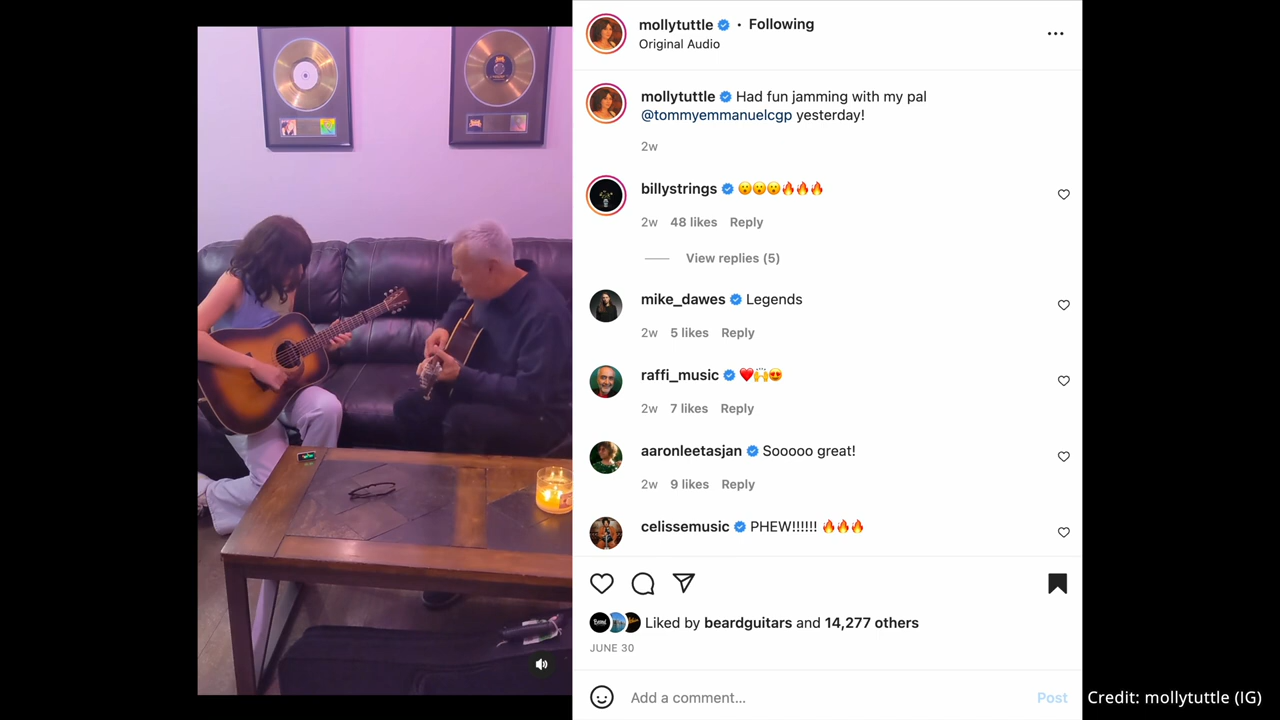 mollytuttle • Following
Original Audio
mollytuttle Had fun jamming with my pal
@tommyemmanuelcgp yesterday!
2w
billystrings 😮😮😮🔥🔥🔥
2w 48 likes Reply
View replies (5)
mike_dawes Legends
2w 5 likes Reply
raffi_music ❤️🙌😍
2w 7 likes Reply
aaronleetasjan Sooooo great!
2w 9 likes Reply
celissemusic PHEW!!!!!! 🔥🔥🔥
Liked by beardguitars and 14,277 others
JUNE 30
Add a comment...
Post
Credit: mollytuttle (IG)